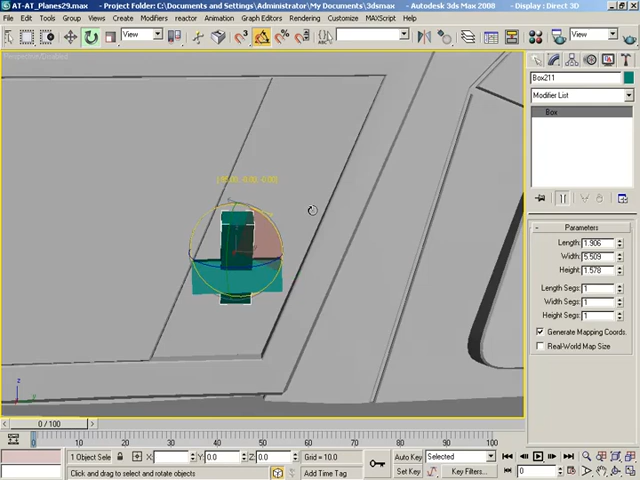 AT-AT_Planes29.max - Project Folder: C:\Documents and Settings\Administrator\My Documents\3dsmax - Autodesk 3ds Max 2008 - Display : Direct 3D
File Edit Tools Group Views Create Modifiers reactor Animation Graph Editors Rendering Customize MAXScript Help
View
View
Perspective/Disabled
Box211
Modifier List
Box
Parameters
Length: 1.906
Width: 5.509
Height: 1.578
Length Segs: 1
Width Segs: 1
Height Segs: 1
Generate Mapping Coords.
Real-World Map Size
z
y
0 / 100
0 10 20 30 40 50 60 70 80 90 100
1 Object Sele
X:
Y: 0.0
Z: 0.0
Grid = 10.0
Auto Key
Selected
Click and drag to select and rotate objects
Add Time Tag
Set Key
Key Filters...
0